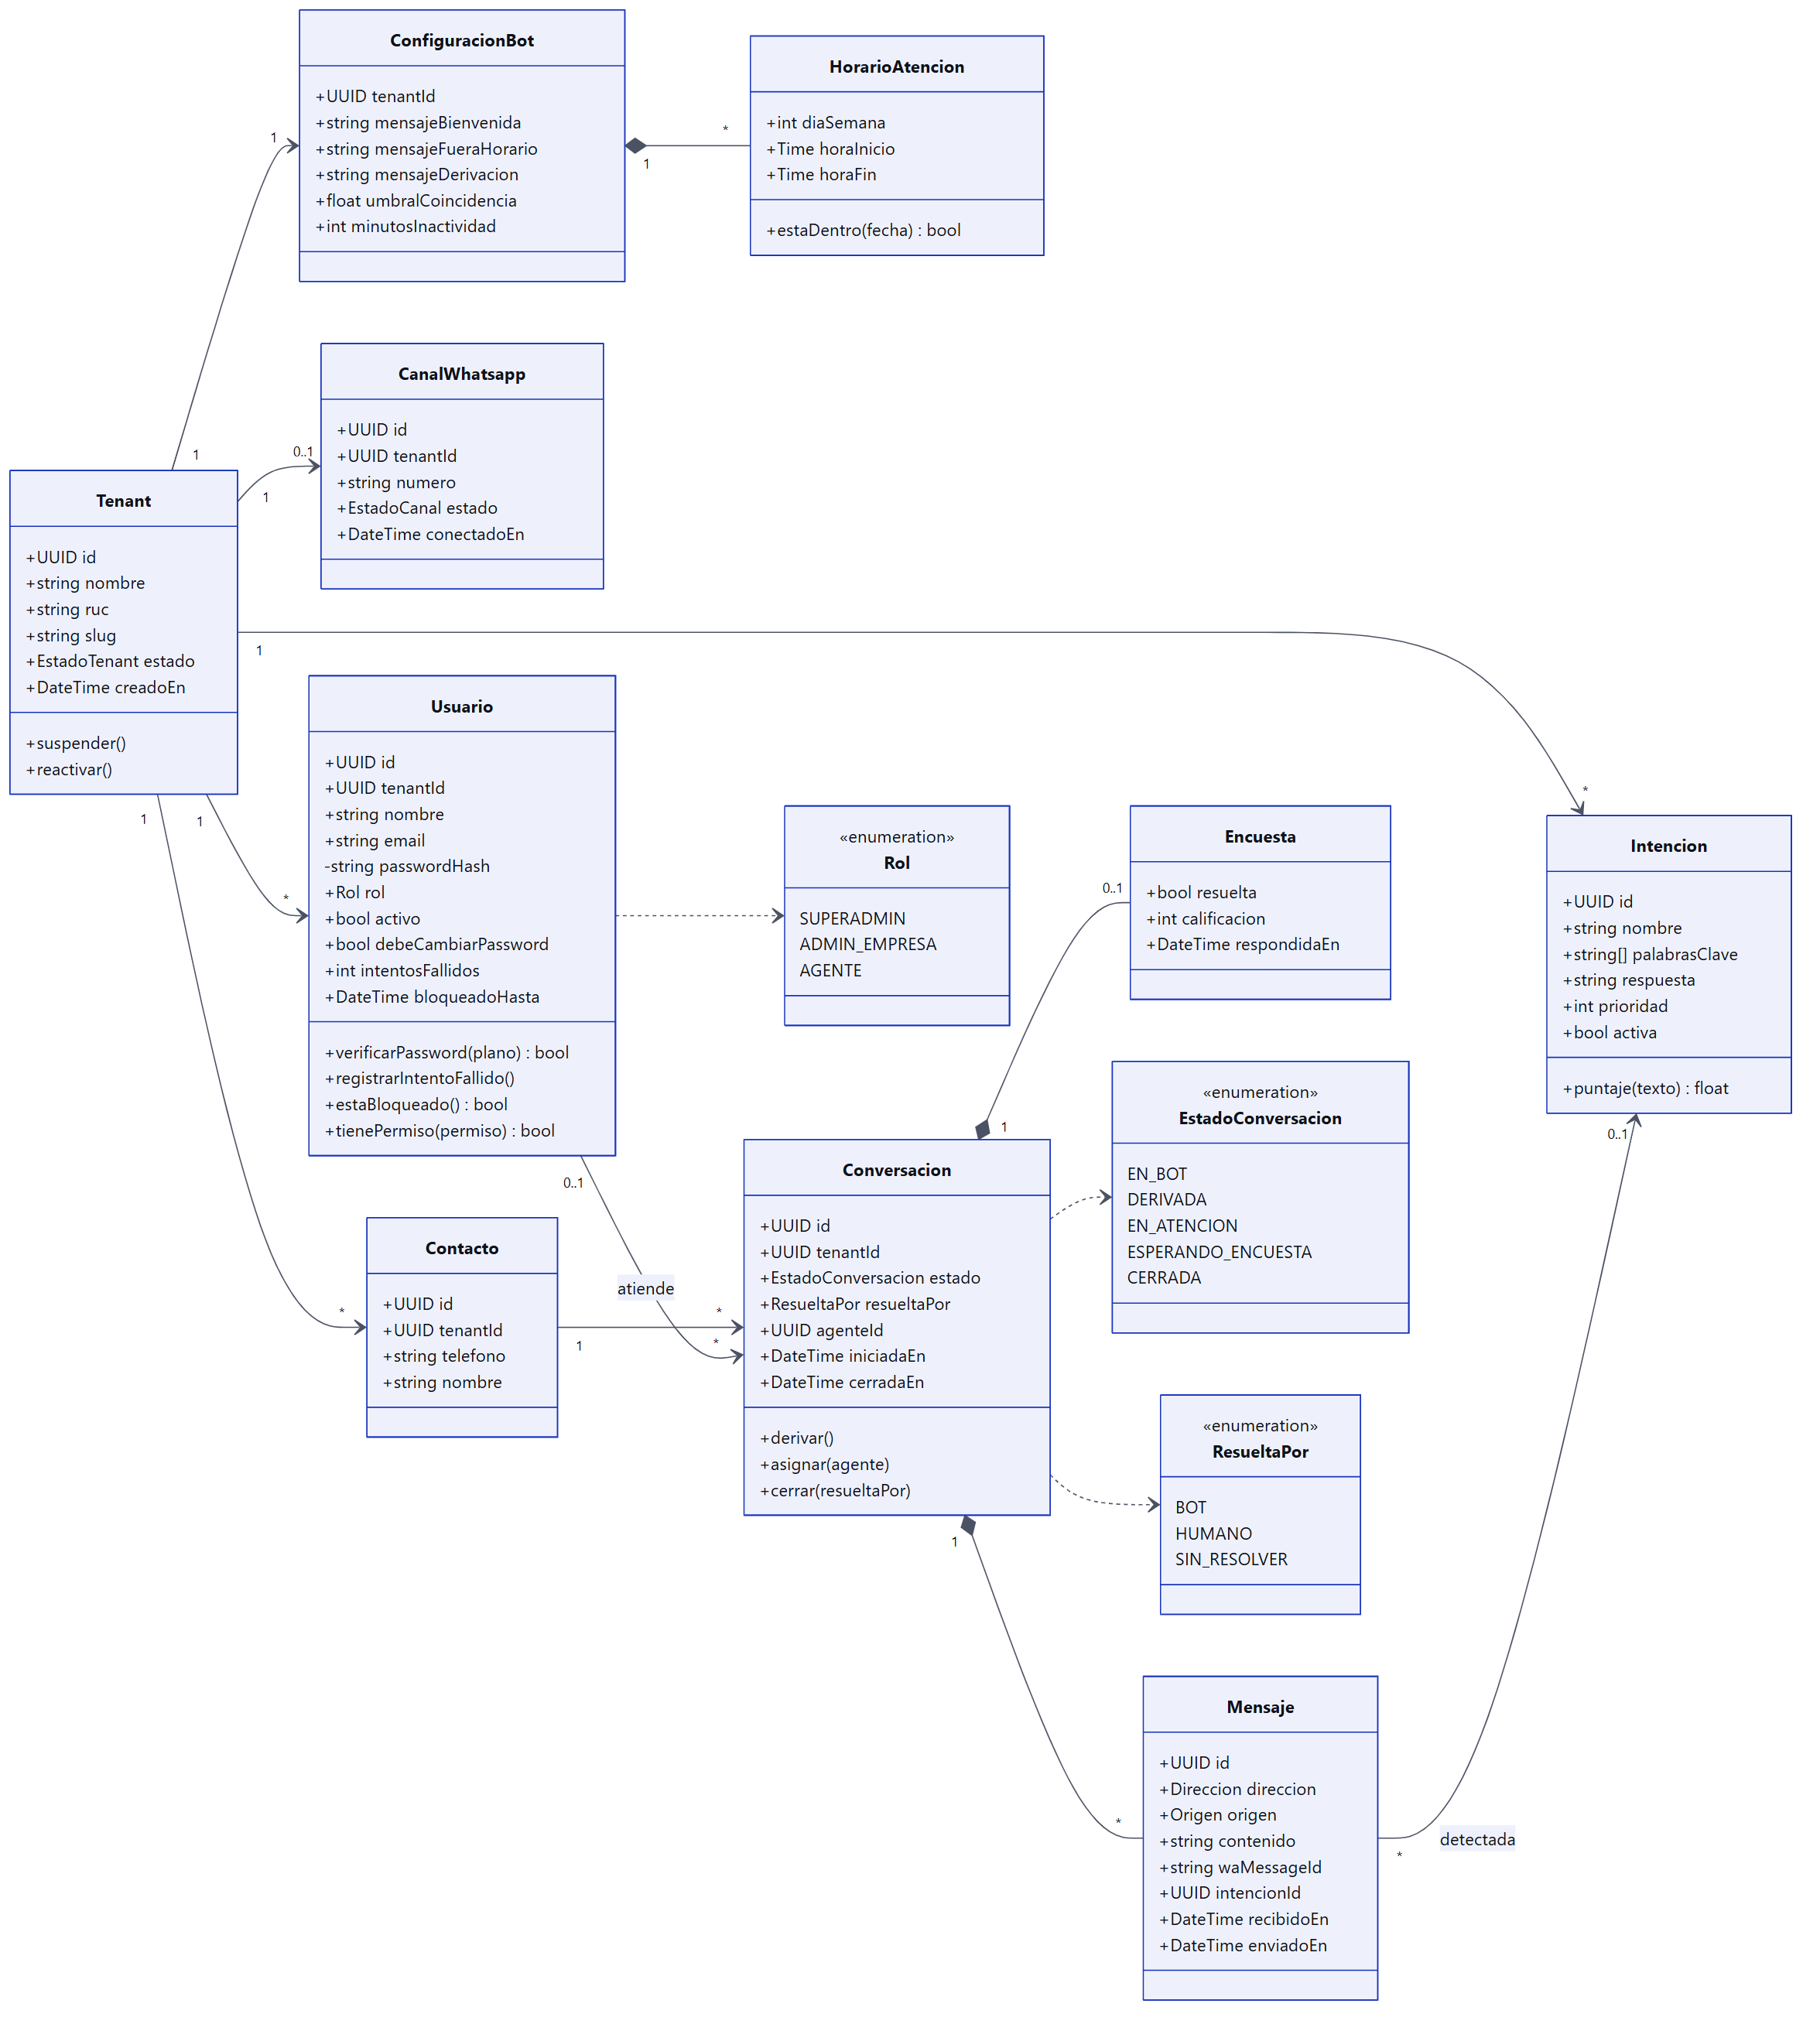 ConfiguracionBot
+UUID tenantId
+string mensajeBienvenida
+string mensajeFueraHorario
+string mensajeDerivacion
+float umbralCoincidencia
+int minutosInactividad
1
1
*
HorarioAtencion
+int diaSemana
+Time horaInicio
+Time horaFin
+estaDentro(fecha) : bool
CanalWhatsapp
+UUID id
+UUID tenantId
+string numero
+EstadoCanal estado
+DateTime conectadoEn
1
0..1
1
Tenant
+UUID id
+string nombre
+string ruc
+string slug
+EstadoTenant estado
+DateTime creadoEn
+suspender()
+reactivar()
1
*
1
*
1
*
Usuario
+UUID id
+UUID tenantId
+string nombre
+string email
-string passwordHash
+Rol rol
+bool activo
+bool debeCambiarPassword
+int intentosFallidos
+DateTime bloqueadoHasta
+verificarPassword(plano) : bool
+registrarIntentoFallido()
+estaBloqueado() : bool
+tienePermiso(permiso) : bool
«enumeration»
Rol
SUPERADMIN
ADMIN_EMPRESA
AGENTE
Encuesta
+bool resuelta
+int calificacion
+DateTime respondidaEn
0..1
1
Intencion
+UUID id
+string nombre
+string[] palabrasClave
+string respuesta
+int prioridad
+bool activa
+puntaje(texto) : float
0..1
«enumeration»
EstadoConversacion
EN_BOT
DERIVADA
EN_ATENCION
ESPERANDO_ENCUESTA
CERRADA
0..1
atiende
*
Contacto
+UUID id
+UUID tenantId
+string telefono
+string nombre
1
*
Conversacion
+UUID id
+UUID tenantId
+EstadoConversacion estado
+ResueltaPor resueltaPor
+UUID agenteId
+DateTime iniciadaEn
+DateTime cerradaEn
+derivar()
+asignar(agente)
+cerrar(resueltaPor)
«enumeration»
ResueltaPor
BOT
HUMANO
SIN_RESOLVER
1
*
Mensaje
+UUID id
+Direccion direccion
+Origen origen
+string contenido
+string waMessageId
+UUID intencionId
+DateTime recibidoEn
+DateTime enviadoEn
detectada
*